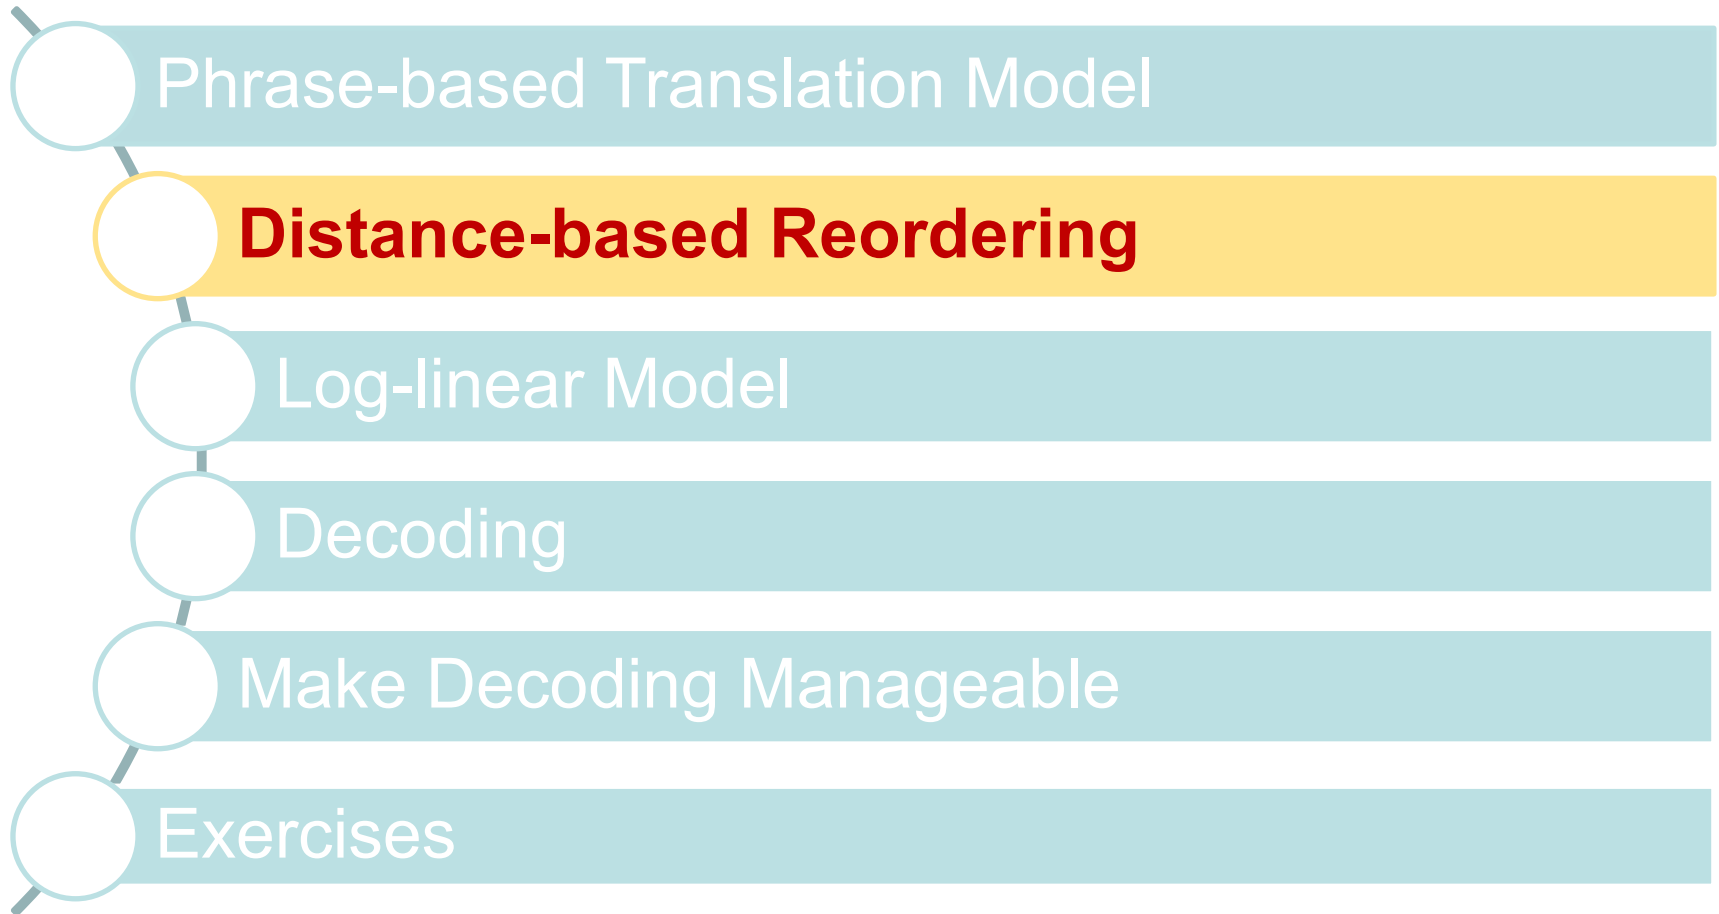 Phrase-based Translation Model
Distance-based Reordering
Log-linear Model
Decoding
Make Decoding Manageable
Exercises